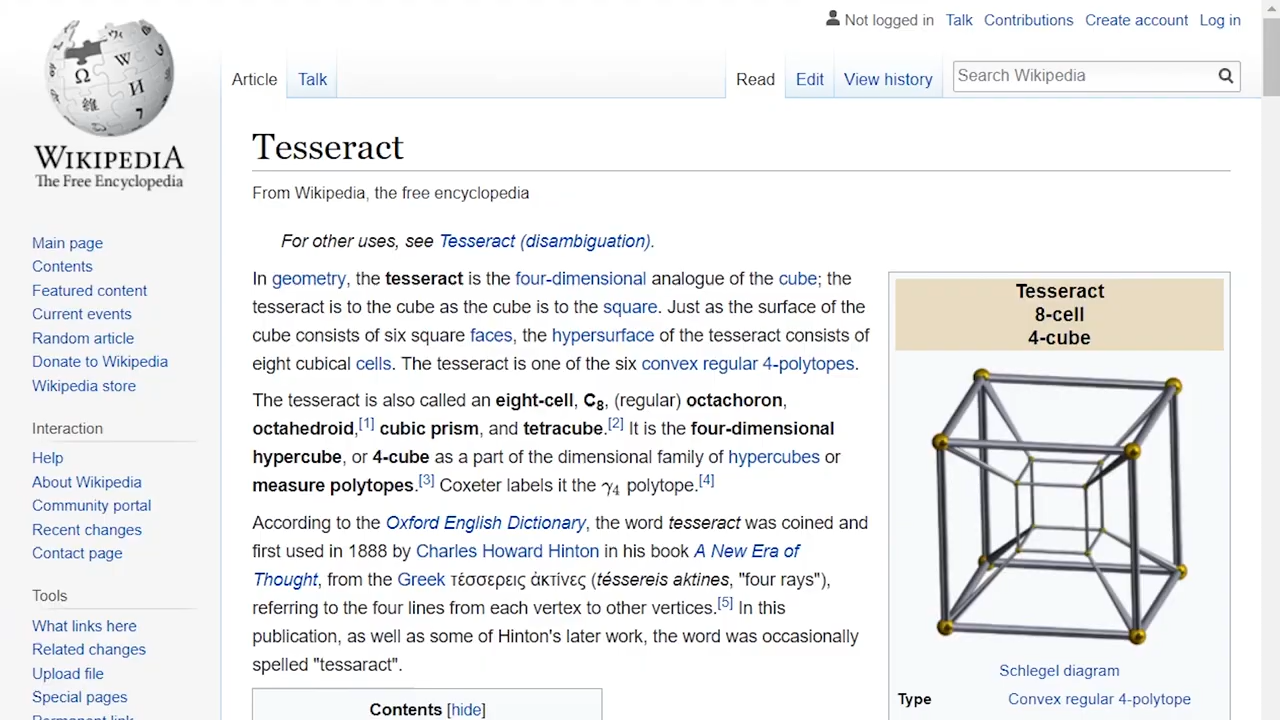 Not logged in Talk Contributions Create account Log in
Article Talk Read Edit View history Search Wikipedia
WIKIPEDIA
The Free Encyclopedia
Main page
Contents
Featured content
Current events
Random article
Donate to Wikipedia
Wikipedia store
Interaction
Help
About Wikipedia
Community portal
Recent changes
Contact page
Tools
What links here
Related changes
Upload file
Special pages
Permanent link
Tesseract
From Wikipedia, the free encyclopedia
For other uses, see Tesseract (disambiguation).
In geometry, the tesseract is the four-dimensional analogue of the cube; the
tesseract is to the cube as the cube is to the square. Just as the surface of the
cube consists of six square faces, the hypersurface of the tesseract consists of
eight cubical cells. The tesseract is one of the six convex regular 4-polytopes.
The tesseract is also called an eight-cell, C₈, (regular) octachoron,
octahedroid,[1] cubic prism, and tetracube.[2] It is the four-dimensional
hypercube, or 4-cube as a part of the dimensional family of hypercubes or
measure polytopes.[3] Coxeter labels it the γ₄ polytope.[4]
According to the Oxford English Dictionary, the word tesseract was coined and
first used in 1888 by Charles Howard Hinton in his book A New Era of
Thought, from the Greek τέσσερεις ἀκτίνες (téssereis aktines, "four rays"),
referring to the four lines from each vertex to other vertices.[5] In this
publication, as well as some of Hinton's later work, the word was occasionally
spelled "tessaract".
Contents [hide]
Tesseract
8-cell
4-cube
Schlegel diagram
Type Convex regular 4-polytope